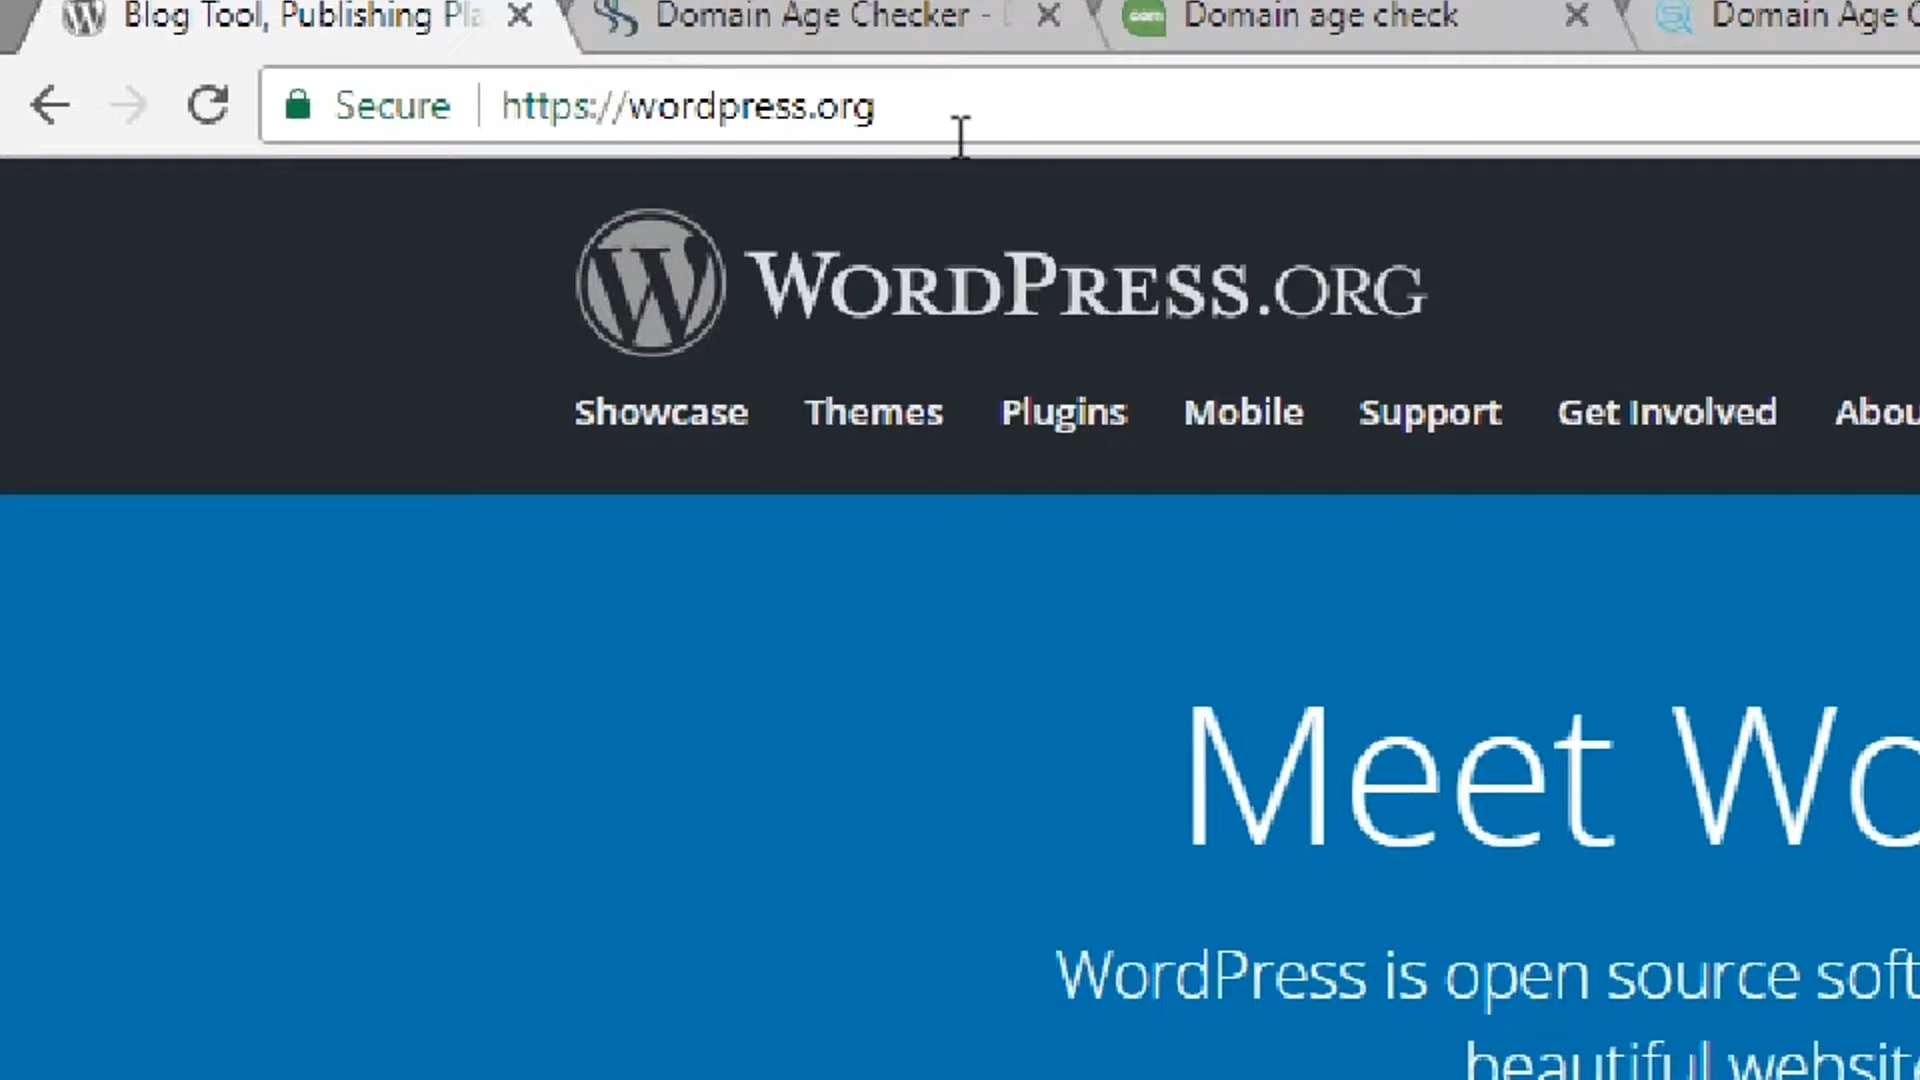 Blog Tool, Publishing Pla
Domain Age Checker -
Domain age check
Domain Age C
Secure
https://wordpress.org
WORDPRESS.ORG
Showcase Themes Plugins Mobile Support Get Involved Abou
Meet Wo
WordPress is open source soft
beautiful website